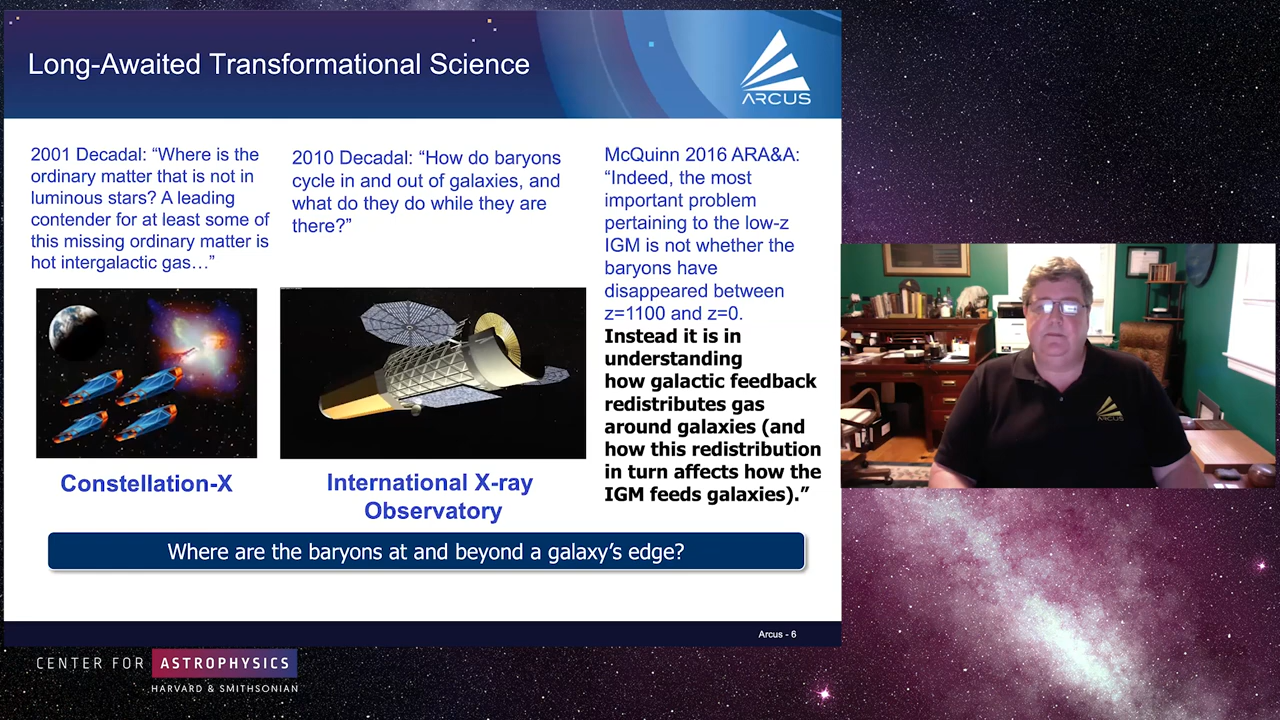 Long-Awaited Transformational Science
ARCUS
2001 Decadal: “Where is the
ordinary matter that is not in
luminous stars? A leading
contender for at least some of
this missing ordinary matter is
hot intergalactic gas…”
2010 Decadal: “How do baryons
cycle in and out of galaxies, and
what do they do while they are
there?”
McQuinn 2016 ARA&A:
“Indeed, the most
important problem
pertaining to the low-z
IGM is not whether the
baryons have
disappeared between
z=1100 and z=0.
Instead it is in
understanding
how galactic feedback
redistributes gas
around galaxies (and
how this redistribution
in turn affects how the
IGM feeds galaxies).”
Constellation-X
International X-ray
Observatory
Where are the baryons at and beyond a galaxy’s edge?
Arcus - 6
ARCUS
CENTER FOR ASTROPHYSICS
HARVARD & SMITHSONIAN